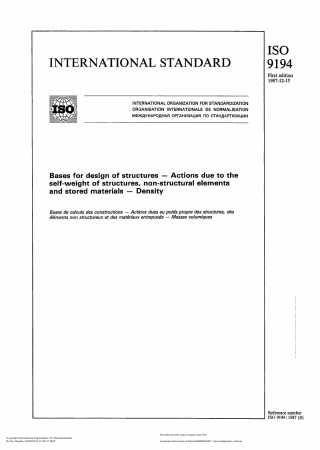 INTERNATIONAL STANDARD
ISO
9194
First edition
1987-12-15
ISO
INTERNATIONAL ORGANIZATION FOR STANDARDIZATION
ORGANISATION INTERNATIONALE DE NORMALISATION
МЕЖДУНАРОДНАЯ ОРГАНИЗАЦИЯ ПО СТАНДАРТИЗАЦИИ
Bases for design of structures — Actions due to the
self-weight of structures, non-structural elements
and stored materials — Density
Bases de calcul des constructions — Actions dues au poids propre des structures, des
éléments non structuraux et des matériaux entreposés — Masses volumiques
Reference number
ISO 9194 : 1987 (E)